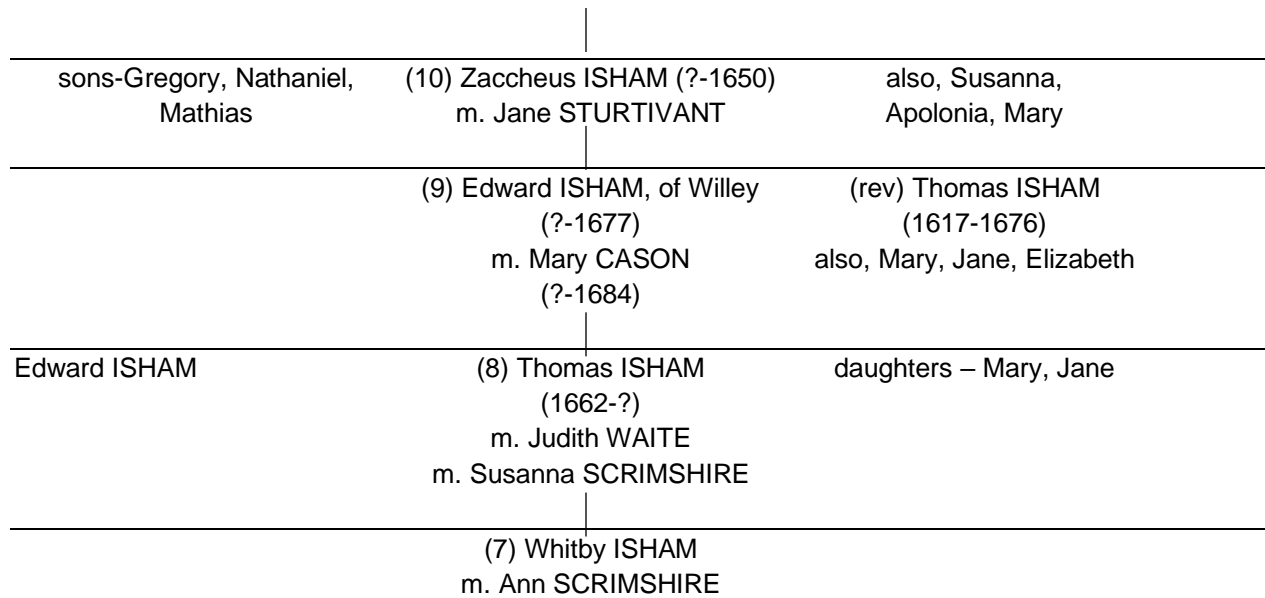 sons-Gregory, Nathaniel, (10) Zaccheus ISHAM (?-1650) also, Susanna,
Mathias m. Jane STURTIVANT Apolonia, Mary
(9) Edward ISHAM, of Willey (rev) Thomas ISHAM
(?-1677) (1617-1676)
m. Mary CASON also, Mary, Jane, Elizabeth
(?-1684)
Edward ISHAM (8) Thomas ISHAM daughters – Mary, Jane
(1662-?)
m. Judith WAITE
m. Susanna SCRIMSHIRE
(7) Whitby ISHAM
m. Ann SCRIMSHIRE